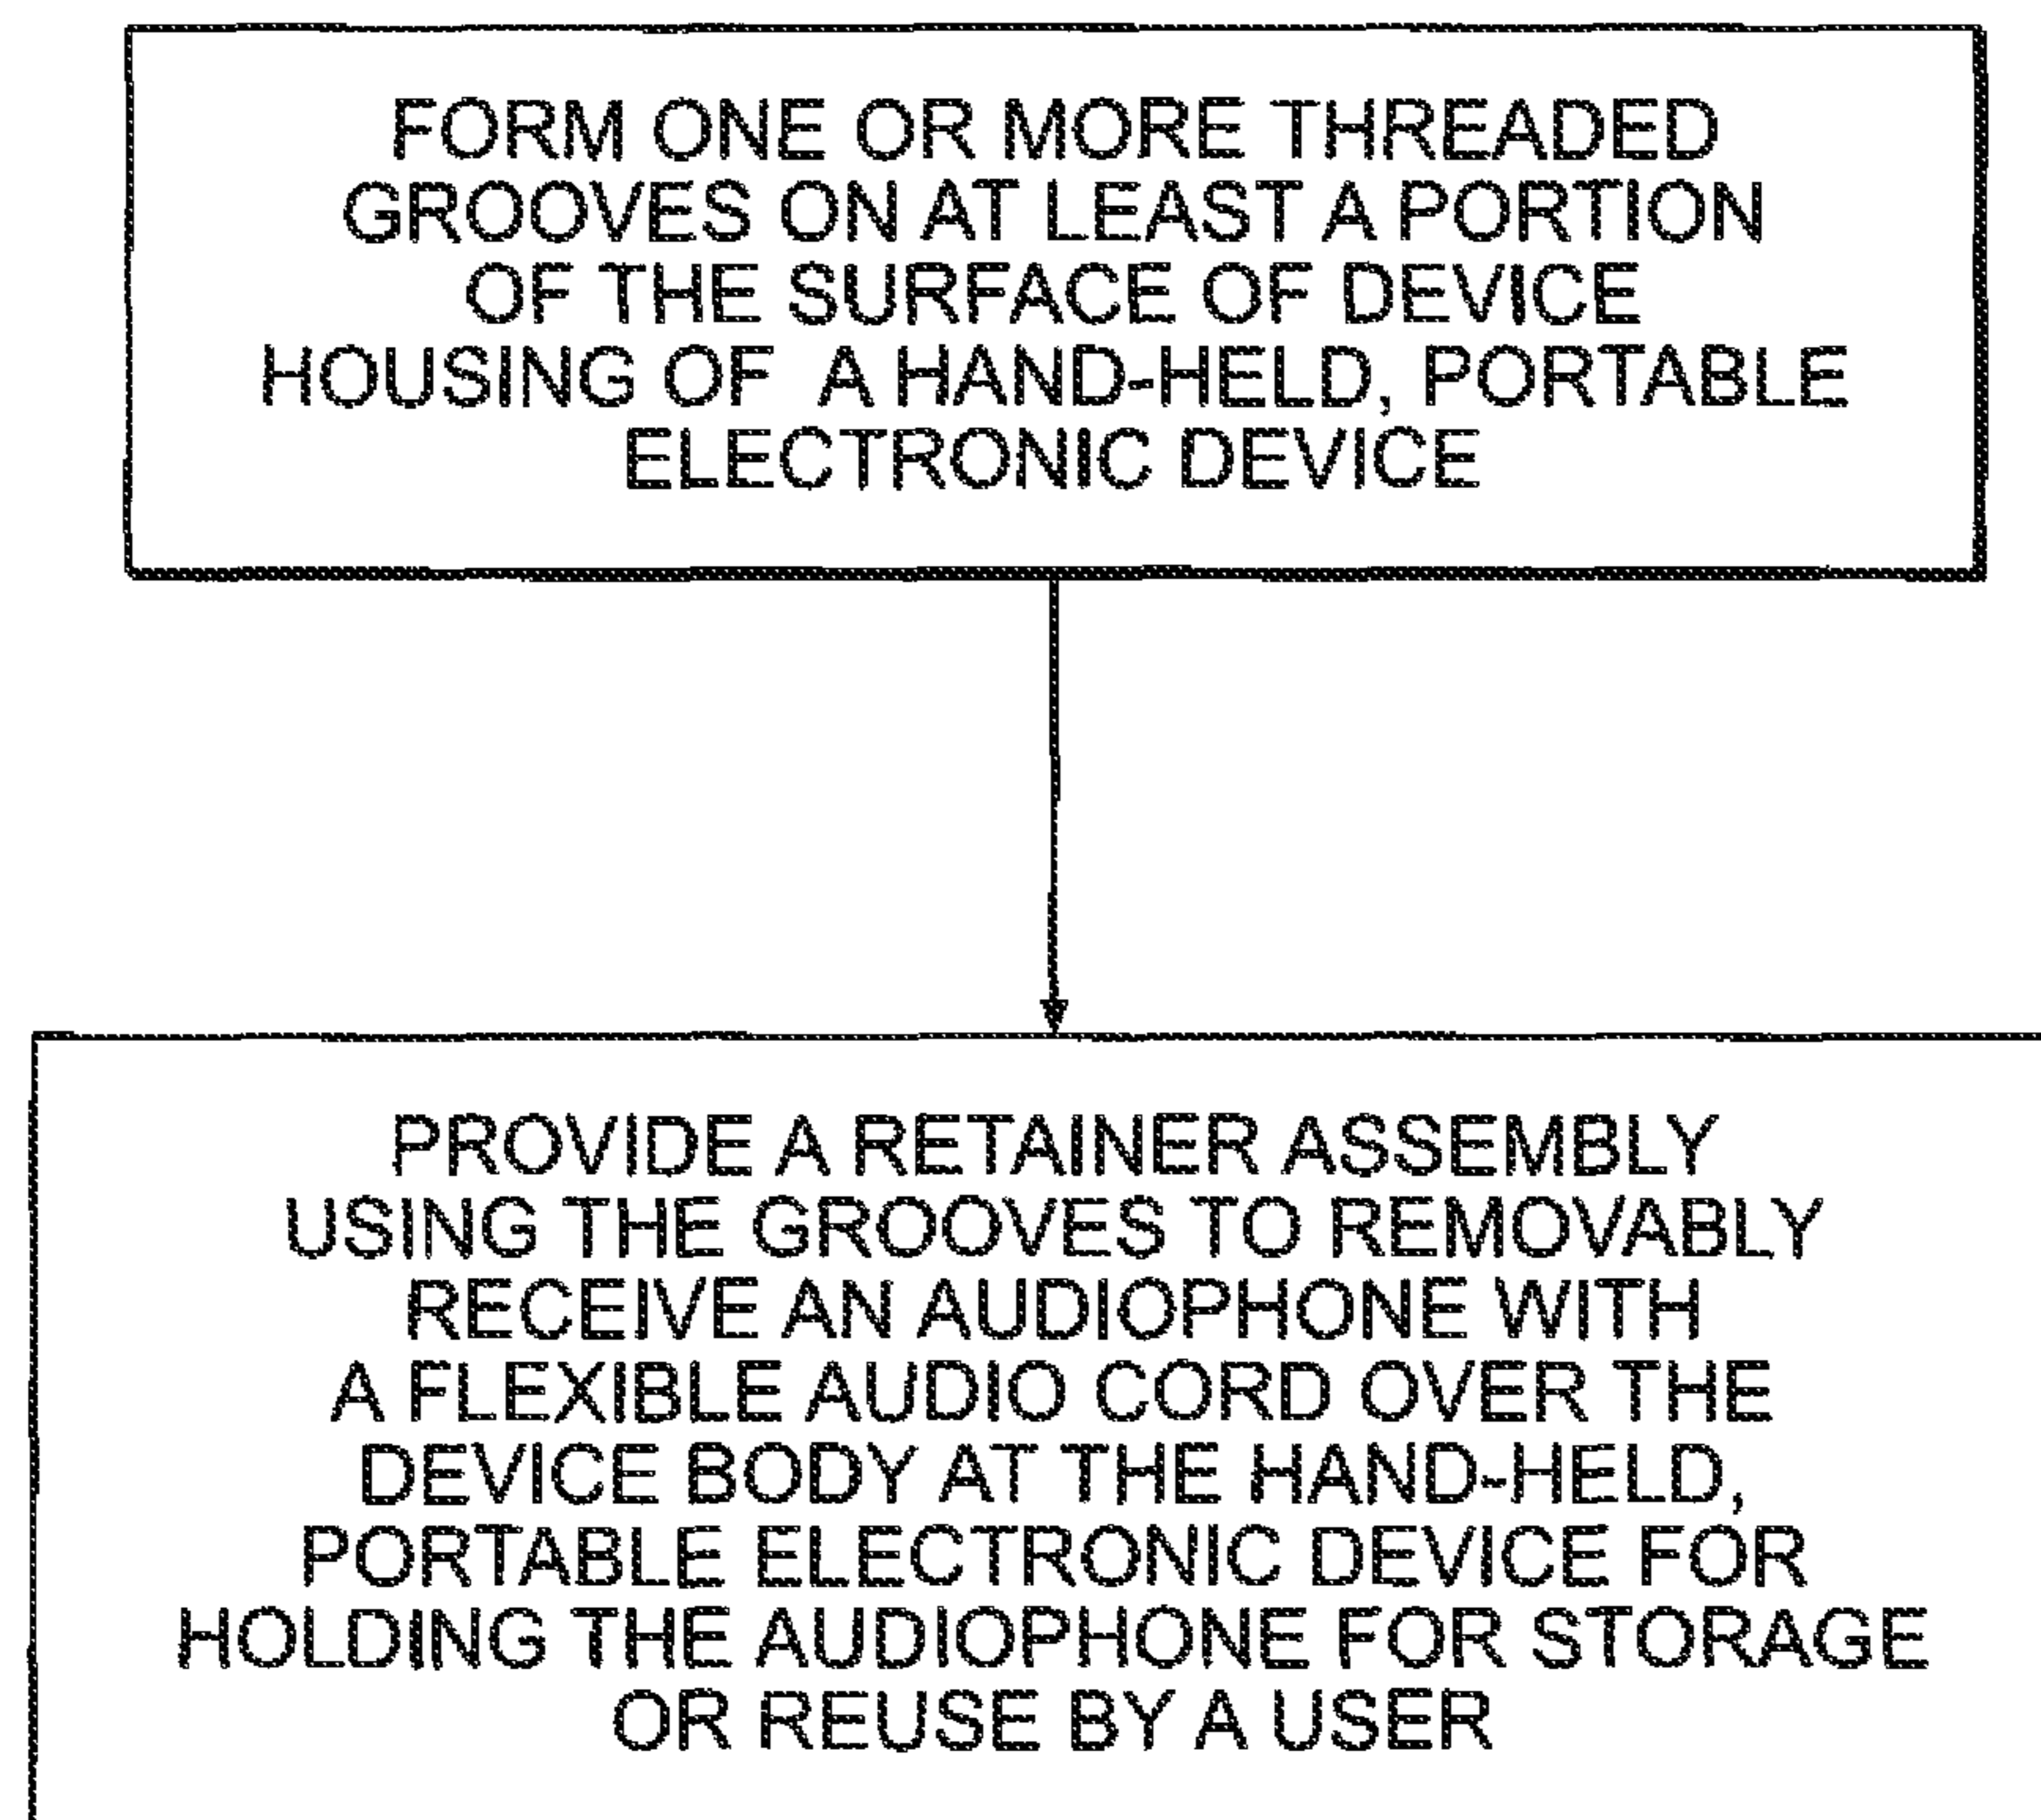 FORM ONE OR MORE THREADED
GROOVES ON AT LEAST A PORTION
OF THE SURFACE OF DEVICE
HOUSING OF A HAND-HELD, PORTABLE
ELECTRONIC DEVICE
PROVIDE A RETAINER ASSEMBLY
USING THE GROOVES TO REMOVABLY
RECEIVE AN AUDIOPHONE WITH
A FLEXIBLE AUDIO CORD OVER THE
DEVICE BODY AT THE HAND-HELD,
PORTABLE ELECTRONIC DEVICE FOR
HOLDING THE AUDIOPHONE FOR STORAGE
OR REUSE BY A USER